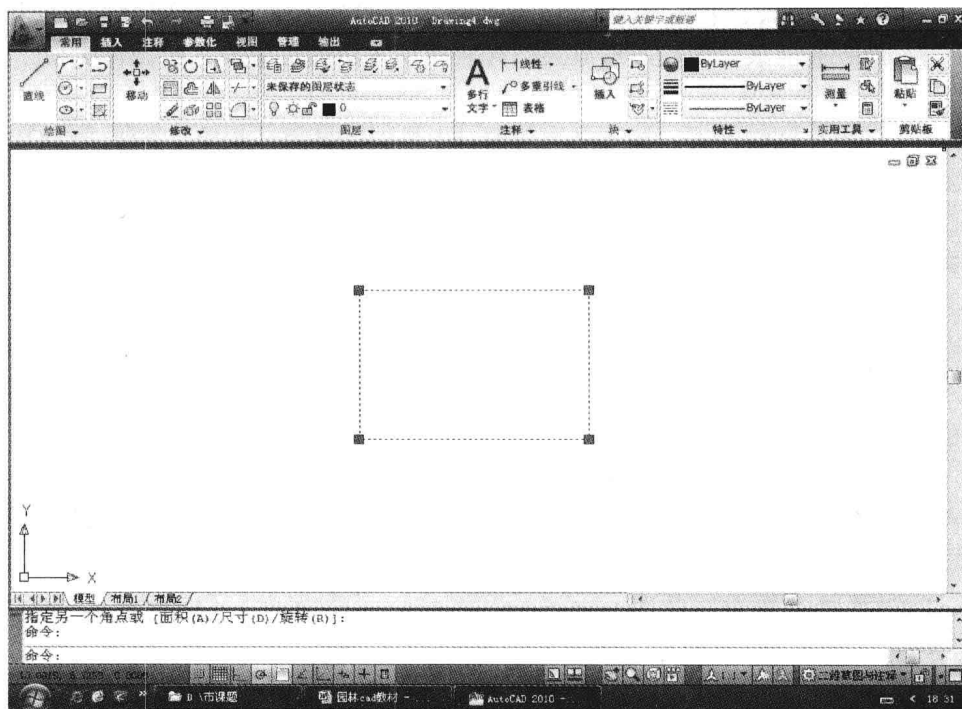 AutoCAD 2010 Drawing4.dwg
键入关键字或短语
常用 插入 注释 参数化 视图 管理 输出
直线
移动
未保存的图层状态
0
A
多行
文字
线性
多重引线
表格
插入
ByLayer
ByLayer
ByLayer
测量
粘贴
绘图
修改
图层
注释
块
特性
实用工具
剪贴板
Y
X
模型 布局1 布局2
指定另一个角点或 [面积(A)/尺寸(D)/旋转(R)]:
命令:
命令:
1:1
二维草图与注释
D:\市课题
园林cad教材 -...
AutoCAD 2010 -...
18:31